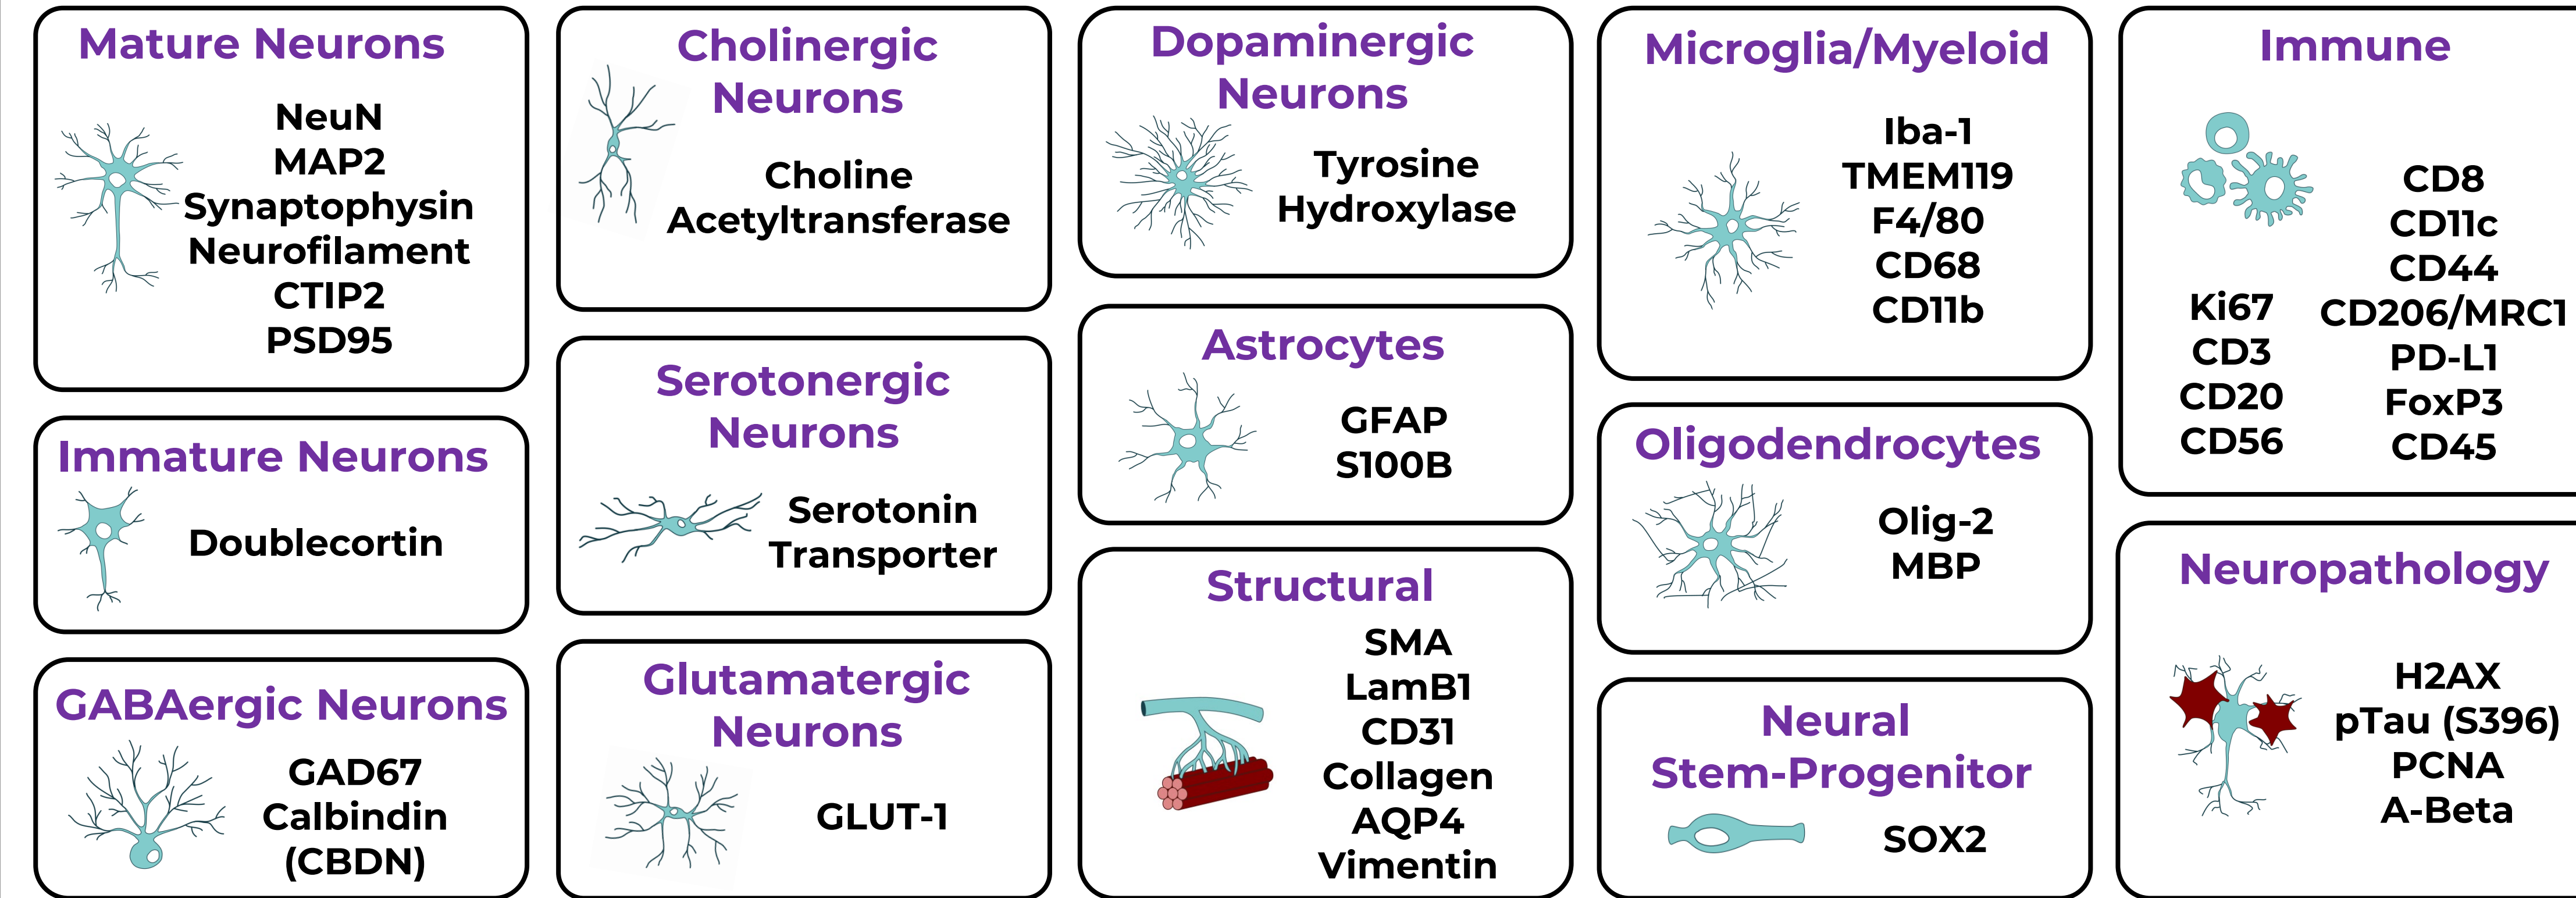 Mature Neurons
NeuN
MAP2
Synaptophysin
Neurofilament
CTIP2
PSD95
Immature Neurons
Doublecortin
GABAergic Neurons
GAD67
Calbindin
(CBDN)
Cholinergic
Neurons
Choline
Acetyltransferase
Serotonergic
Neurons
Serotonin
Transporter
Glutamatergic
Neurons
GLUT-1
Dopaminergic
Neurons
Tyrosine
Hydroxylase
Astrocytes
GFAP
S100B
Structural
SMA
LamB1
CD31
Collagen
AQP4
Vimentin
Microglia/Myeloid
Iba-1
TMEM119
F4/80
CD68
CD11b
Oligodendrocytes
Olig-2
MBP
Neural
Stem-Progenitor
SOX2
Immune
Ki67
CD3
CD20
CD56
CD8
CD11c
CD44
CD206/MRC1
PD-L1
FoxP3
CD45
Neuropathology
H2AX
pTau (S396)
PCNA
A-Beta